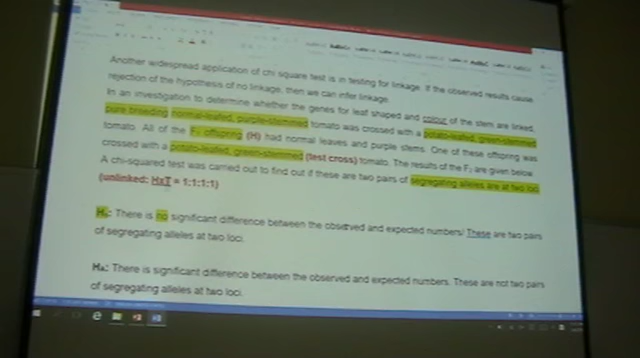 Another widespread application of chi square test is in testing for linkage. If the observed results cause
rejection of the hypothesis of no linkage, then we can infer linkage.
In an investigation to determine whether the genes for leaf shaped and colour of the stem are linked,
pure breeding normal-leafed, purple-stemmed tomato was crossed with a potato-leafed, green-stemmed
tomato. All of the F₁ offspring (H) had normal leaves and purple stems. One of these offspring was
crossed with a potato-leafed, green-stemmed (test cross) tomato. The results of the F₂ are given below.
A chi-squared test was carried out to find out if these are two pairs of segregating alleles are at two loci
(unlinked: HxT = 1:1:1:1)
H₀: There is no significant difference between the observed and expected numbers/ These are two pairs
of segregating alleles at two loci.
Hₐ: There is significant difference between the observed and expected numbers. These are not two pairs
of segregating alleles at two loci.